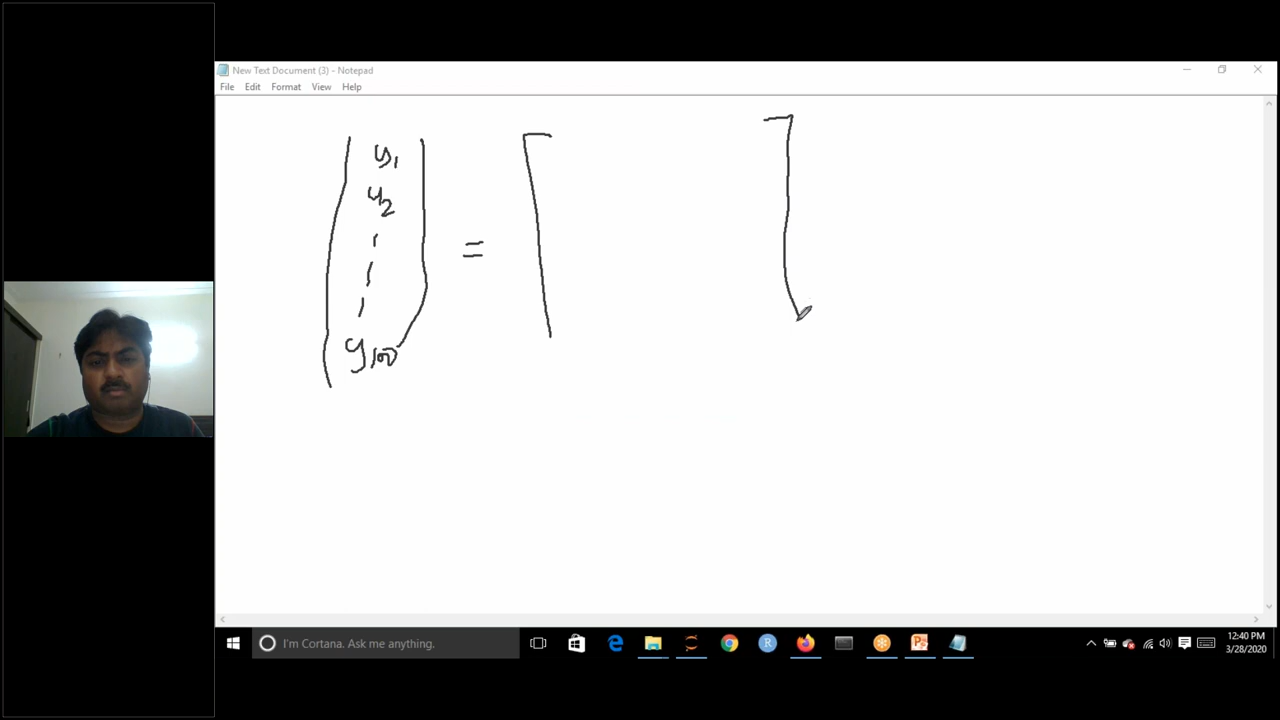 New Text Document (3) - Notepad
File Edit Format View Help
y₁
y₂
=
y₁₀₀
I'm Cortana. Ask me anything.
12:40 PM
3/28/2020